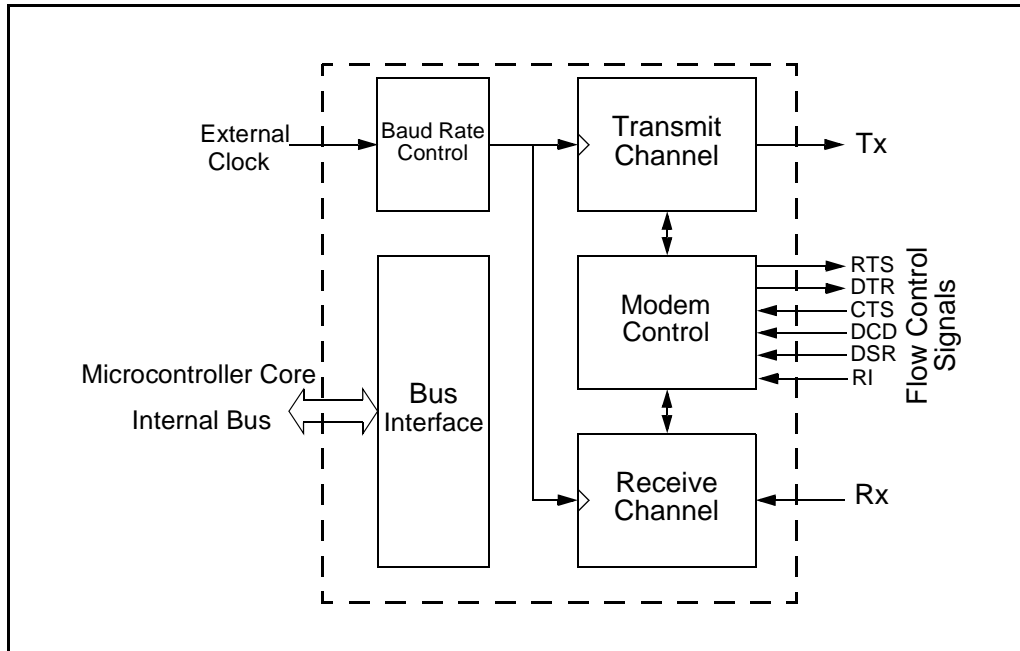 External
Clock
Baud Rate
Control
Transmit
Channel
Tx
Microcontroller Core
Internal Bus
Bus
Interface
Modem
Control
RTS
DTR
CTS
DCD
DSR
RI
Flow Control
Signals
Receive
Channel
Rx